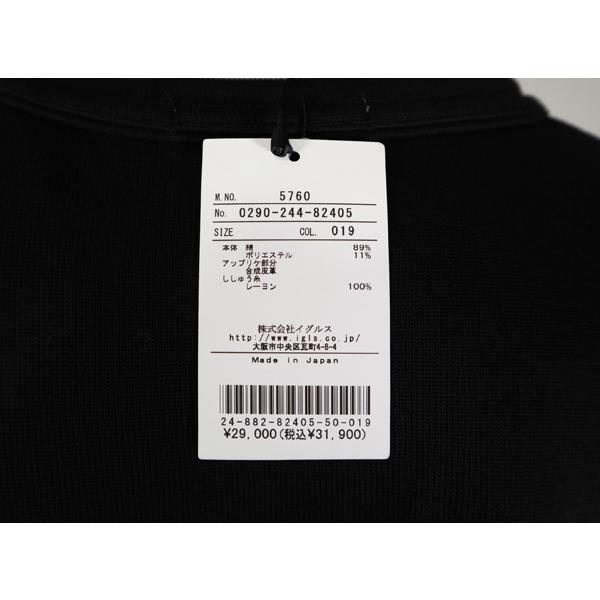 M.NO. 5760
No. 0290-244-82405
SIZE COL. 019
本体 綿 89%
ポリエステル 11%
アップリケ部分
合成皮革
ししゅう糸
レーヨン 100%
株式会社イグルス
http://www.igls.co.jp/
大阪市中央区瓦町4-6-4
Made in Japan
24-882-82405-50-019
¥29,000(税込¥31,900)